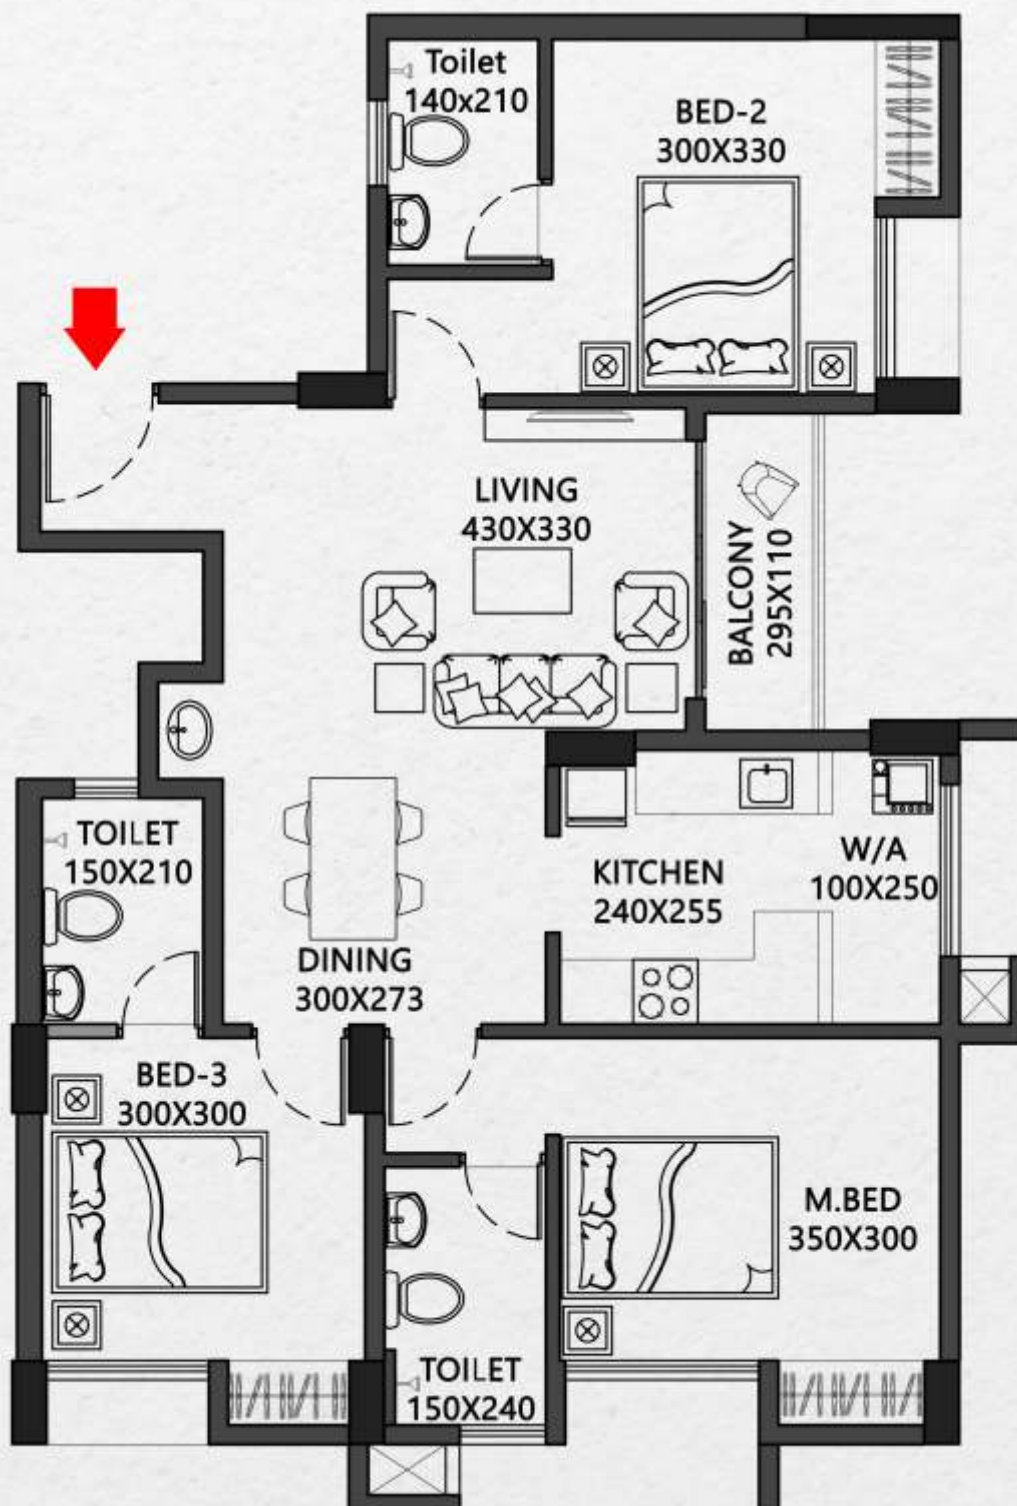 Toilet
140x210
BED-2
300X330
LIVING
430X330
BALCONY
295X110
TOILET
150X210
KITCHEN
240X255
W/A
100X250
DINING
300X273
BED-3
300X300
M.BED
350X300
TOILET
150X240